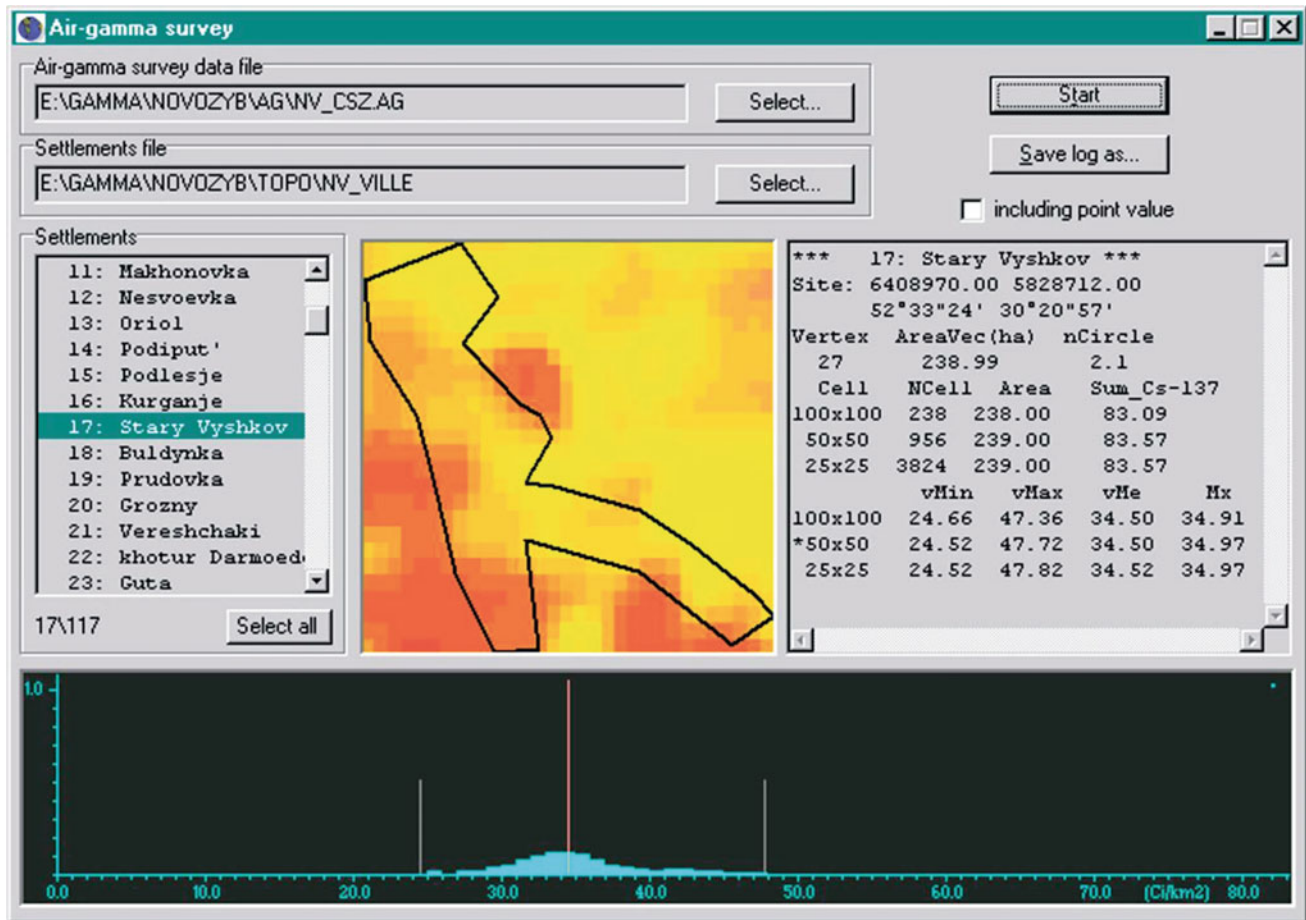 Air-gamma survey
Air-gamma survey data file
E:\GAMMA\NOVOZYB\AG\NV_CSZ.AG
Select...
Start
Settlements file
E:\GAMMA\NOVOZYB\TOPO\NV_VILLE
Select...
Save log as...
including point value
Settlements
11: Makhonovka
12: Nesvoevka
13: Oriol
14: Podiput'
15: Podlesje
16: Kurganje
17: Stary Vyshkov
18: Buldynka
19: Prudovka
20: Grozny
21: Vereshchaki
22: khotur Darmoed
23: Guta
17\117
Select all
*** 17: Stary Vyshkov ***
Site: 6408970.00 5828712.00
52°33"24' 30°20"57'
Vertex AreaVec(ha) nCircle
27 238.99 2.1
Cell NCell Area Sum_Cs-137
100x100 238 238.00 83.09
50x50 956 239.00 83.57
25x25 3824 239.00 83.57
vMin vMax vMe Mx
100x100 24.66 47.36 34.50 34.91
*50x50 24.52 47.72 34.50 34.97
25x25 24.52 47.82 34.52 34.97
1.0
0.0 10.0 20.0 30.0 40.0 50.0 60.0 70.0 (Ci/km2) 80.0